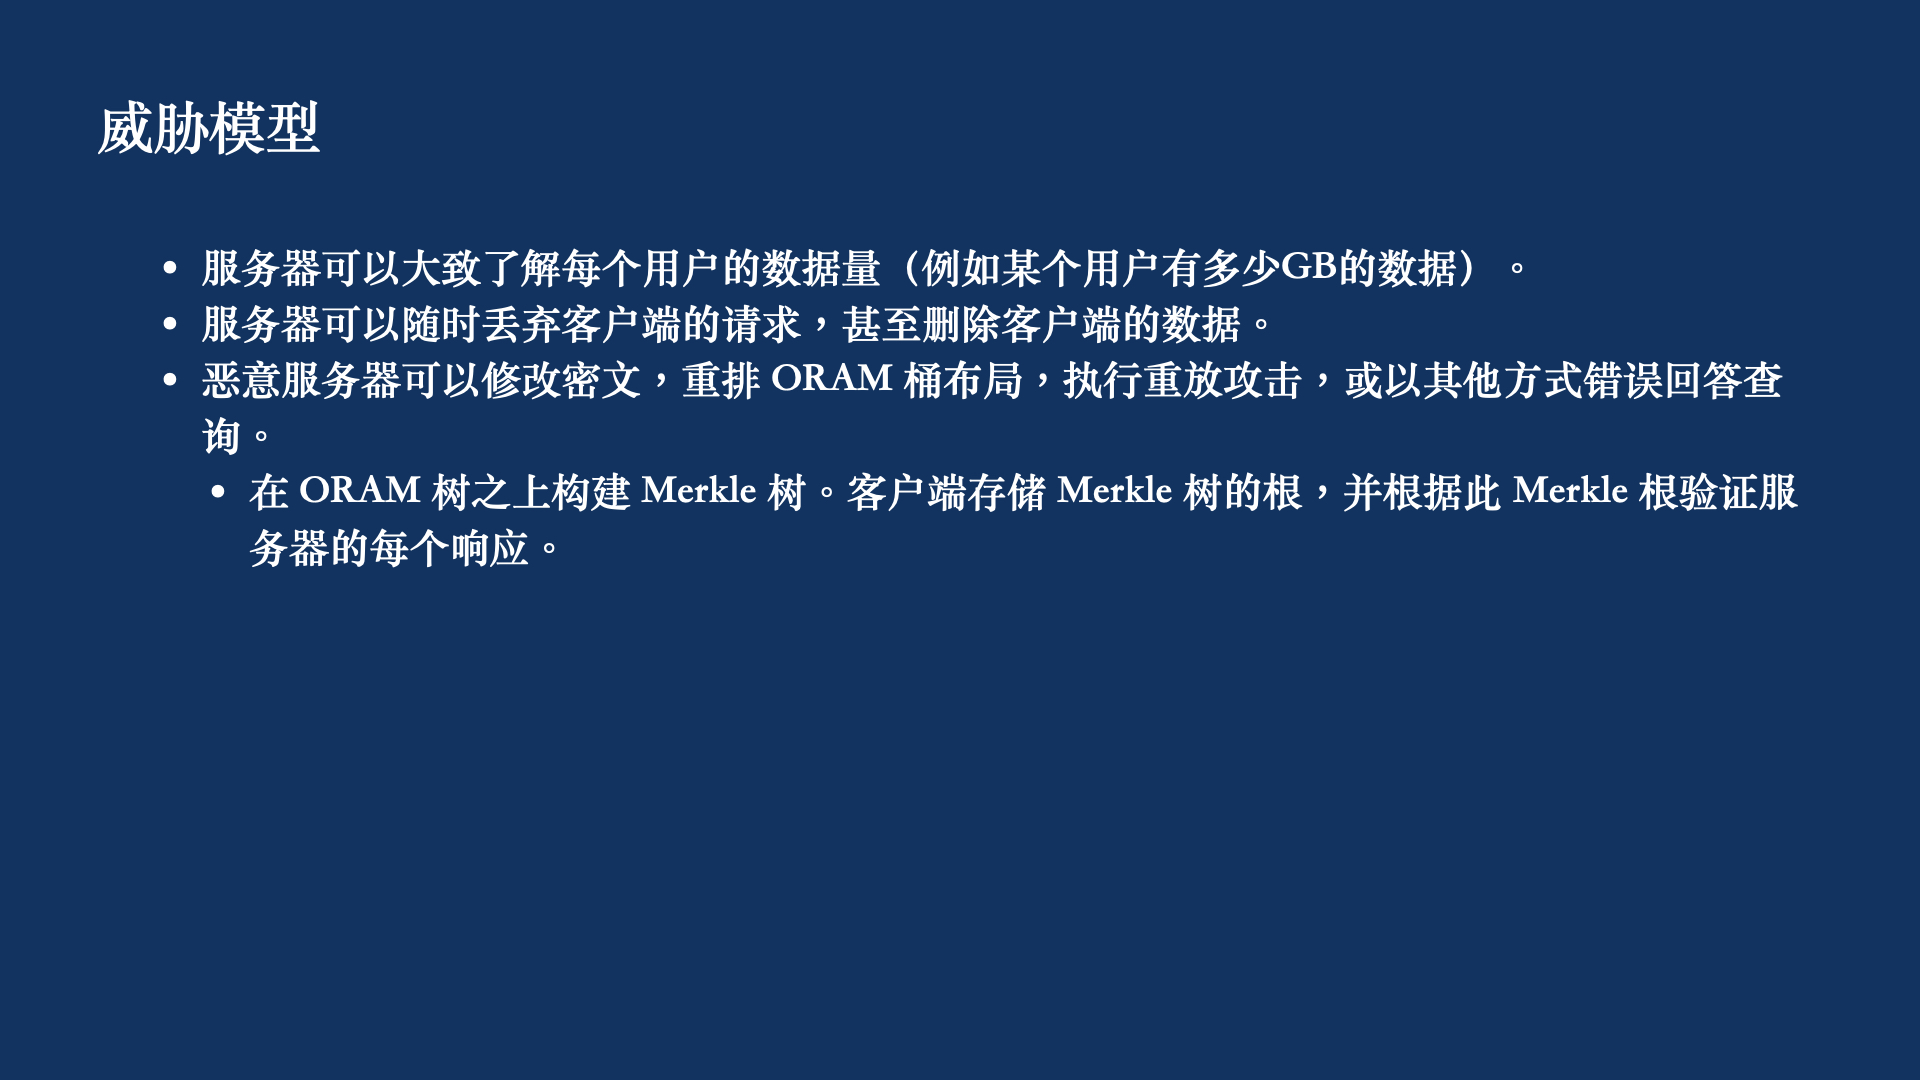 威胁模型
• 服务器可以大致了解每个用户的数据量（例如某个用户有多少GB的数据）。
• 服务器可以随时丢弃客户端的请求，甚至删除客户端的数据。
• 恶意服务器可以修改密文，重排 ORAM 桶布局，执行重放攻击，或以其他方式错误回答查
询。
• 在 ORAM 树之上构建 Merkle 树。客户端存储 Merkle 树的根，并根据此 Merkle 根验证服
务器的每个响应。